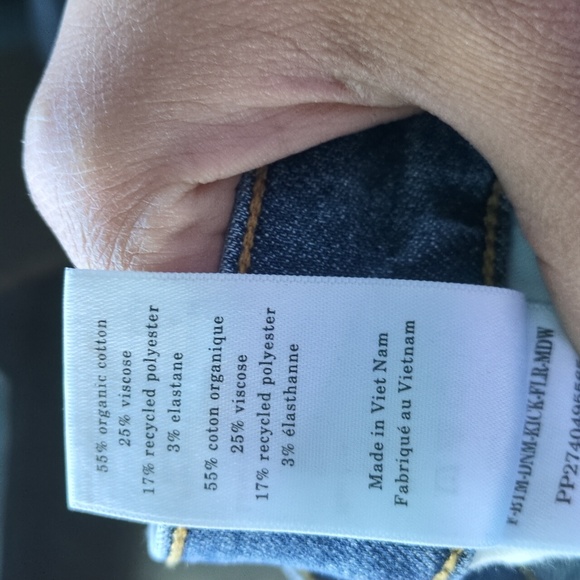 55% organic cotton
25% viscose
17% recycled polyester
3% elastane
55% coton organique
25% viscose
17% recycled polyester
3% élasthanne
Made in Viet Nam
Fabriqué au Vietnam